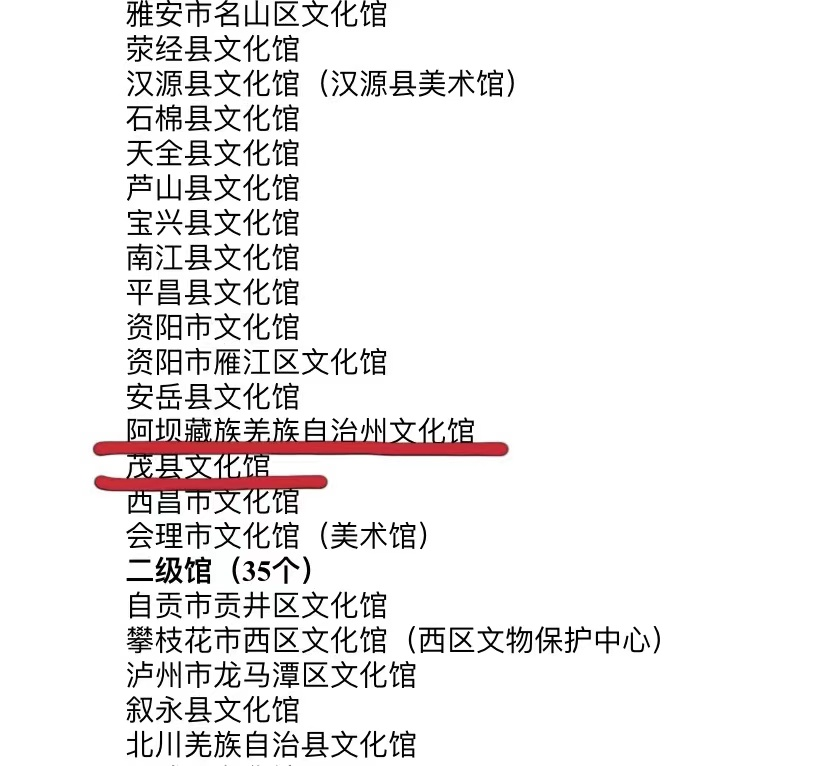 雅安市名山区文化馆
荥经县文化馆
汉源县文化馆（汉源县美术馆）
石棉县文化馆
天全县文化馆
芦山县文化馆
宝兴县文化馆
南江县文化馆
平昌县文化馆
资阳市文化馆
资阳市雁江区文化馆
安岳县文化馆
阿坝藏族羌族自治州文化馆
茂县文化馆
西昌市文化馆
会理市文化馆（美术馆）
二级馆（35个）
自贡市贡井区文化馆
攀枝花市西区文化馆（西区文物保护中心）
泸州市龙马潭区文化馆
叙永县文化馆
北川羌族自治县文化馆